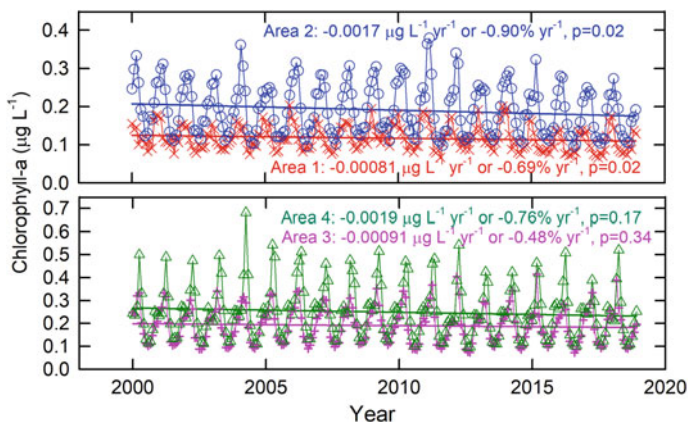 0.4
Area 2: -0.0017 μg L⁻¹ yr⁻¹ or -0.90% yr⁻¹, p=0.02
0.3
0.2
0.1
Area 1: -0.00081 μg L⁻¹ yr⁻¹ or -0.69% yr⁻¹, p=0.02
0.0
Chlorophyll-a (μg L⁻¹)
0.7
Area 4: -0.0019 μg L⁻¹ yr⁻¹ or -0.76% yr⁻¹, p=0.17
0.6
Area 3: -0.00091 μg L⁻¹ yr⁻¹ or -0.48% yr⁻¹, p=0.34
0.5
0.4
0.3
0.2
0.1
0.0
2000 2005 2010 2015 2020
Year